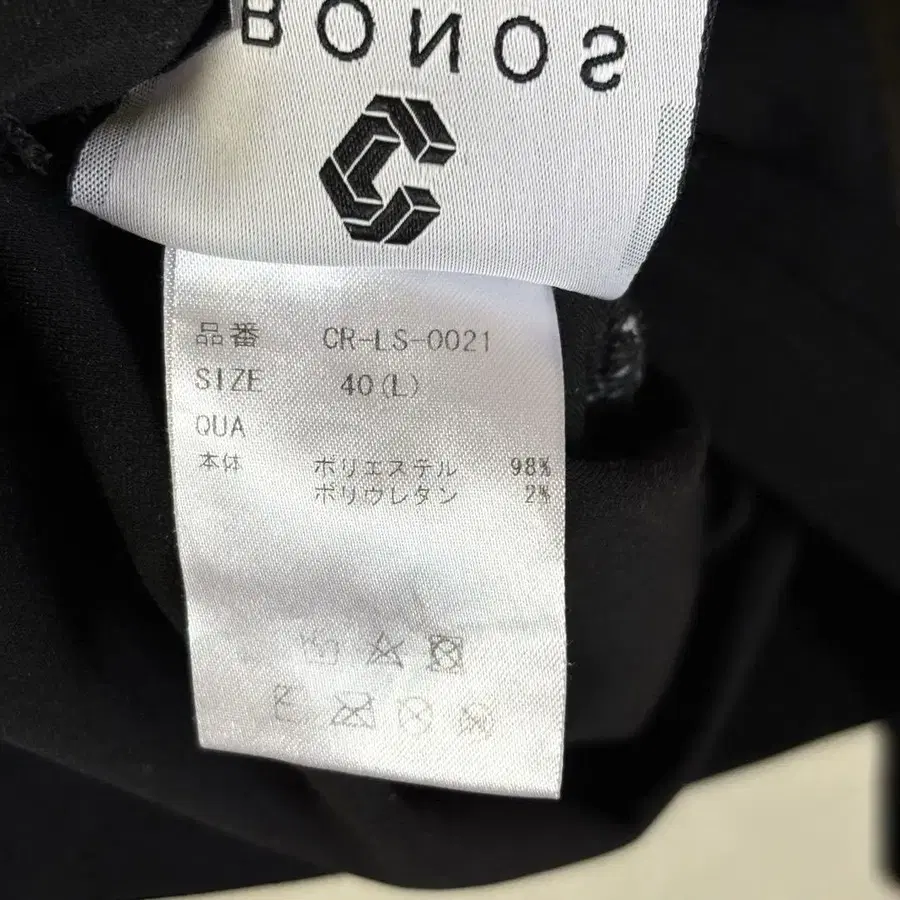 RONOS
品番 CR-LS-0021
SIZE 40(L)
QUA
本体 ポリエステル 98%
ポリウレタン 2%